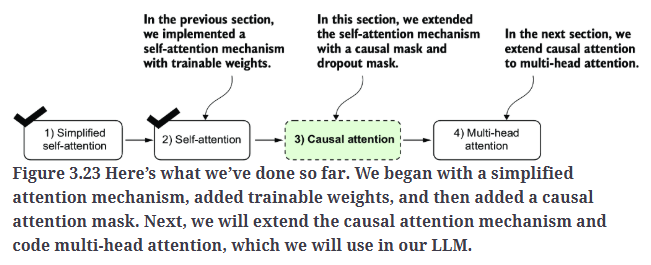 In the previous section,
we implemented a
self-attention mechanism
with trainable weights.
In this section, we extended
the self-attention mechanism
with a causal mask and
dropout mask.
In the next section, we
extend causal attention
to multi-head attention.
1) Simplified
self-attention
2) Self-attention
3) Causal attention
4) Multi-head
attention
Figure 3.23 Here’s what we’ve done so far. We began with a simplified
attention mechanism, added trainable weights, and then added a causal
attention mask. Next, we will extend the causal attention mechanism and
code multi-head attention, which we will use in our LLM.